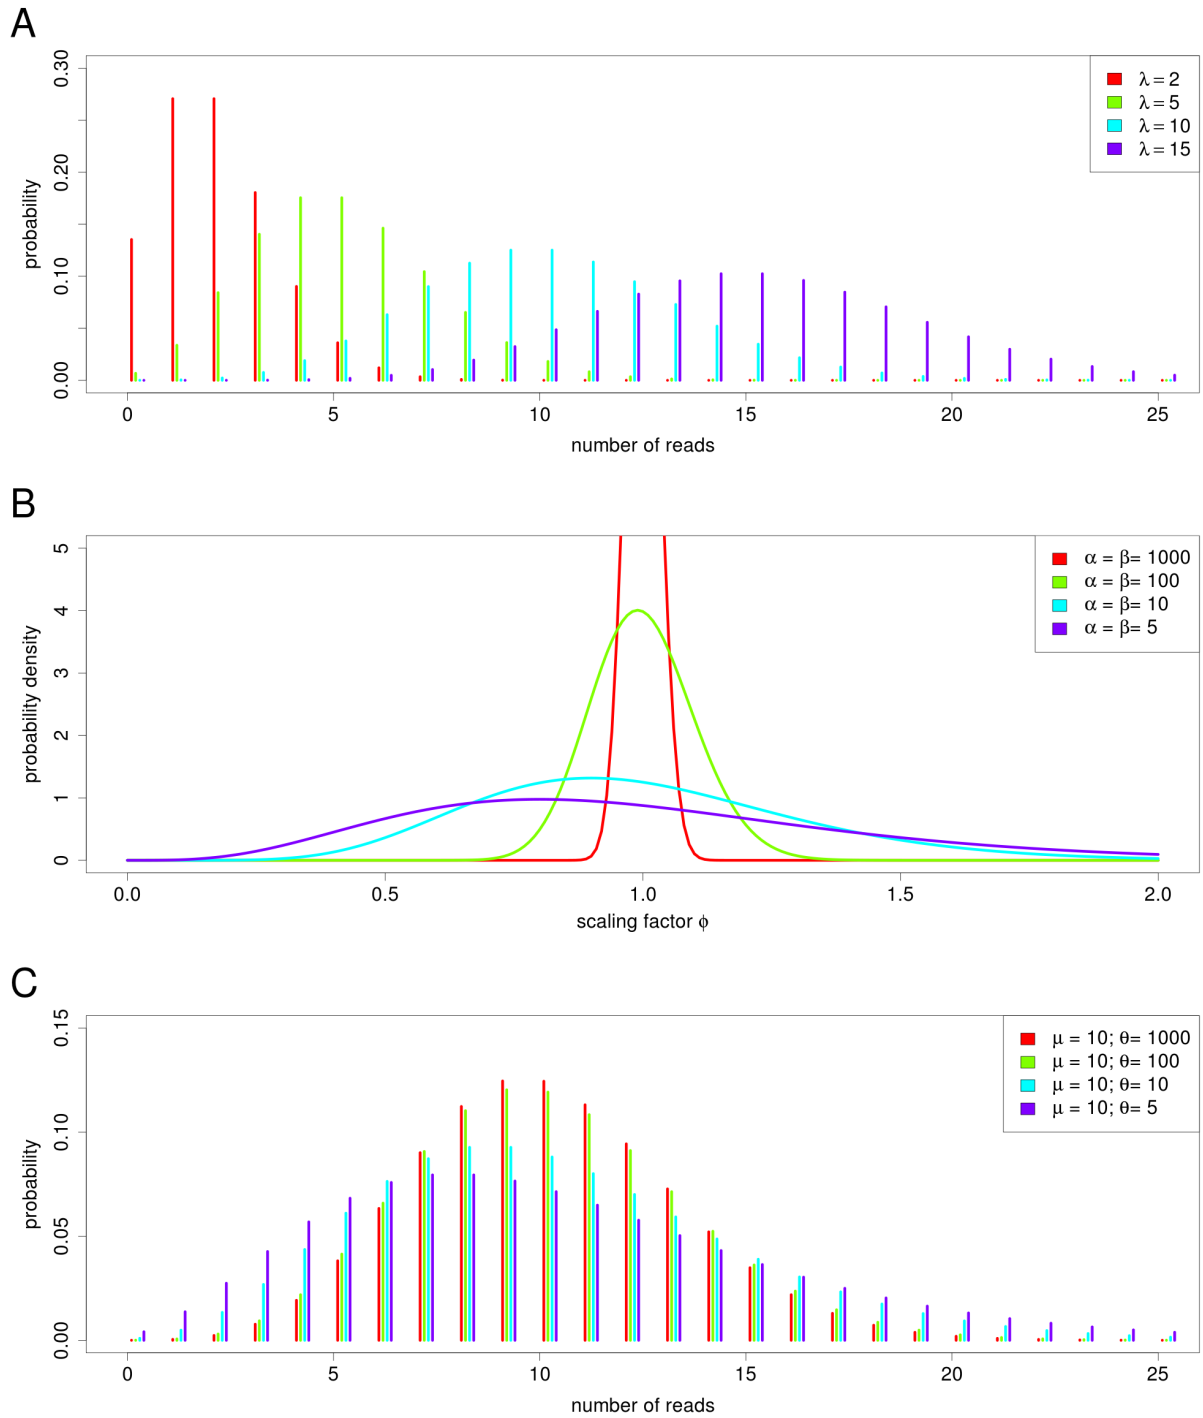 A
0.30
0.20
0.10
0.00
probability
λ = 2
λ = 5
λ = 10
λ = 15
0 5 10 15 20 25
number of reads
B
5
4
3
2
1
0
probability density
α = β= 1000
α = β= 100
α = β= 10
α = β= 5
0.0 0.5 1.0 1.5 2.0
scaling factor ϕ
C
0.15
0.10
0.05
0.00
probability
μ = 10; θ= 1000
μ = 10; θ= 100
μ = 10; θ= 10
μ = 10; θ= 5
0 5 10 15 20 25
number of reads